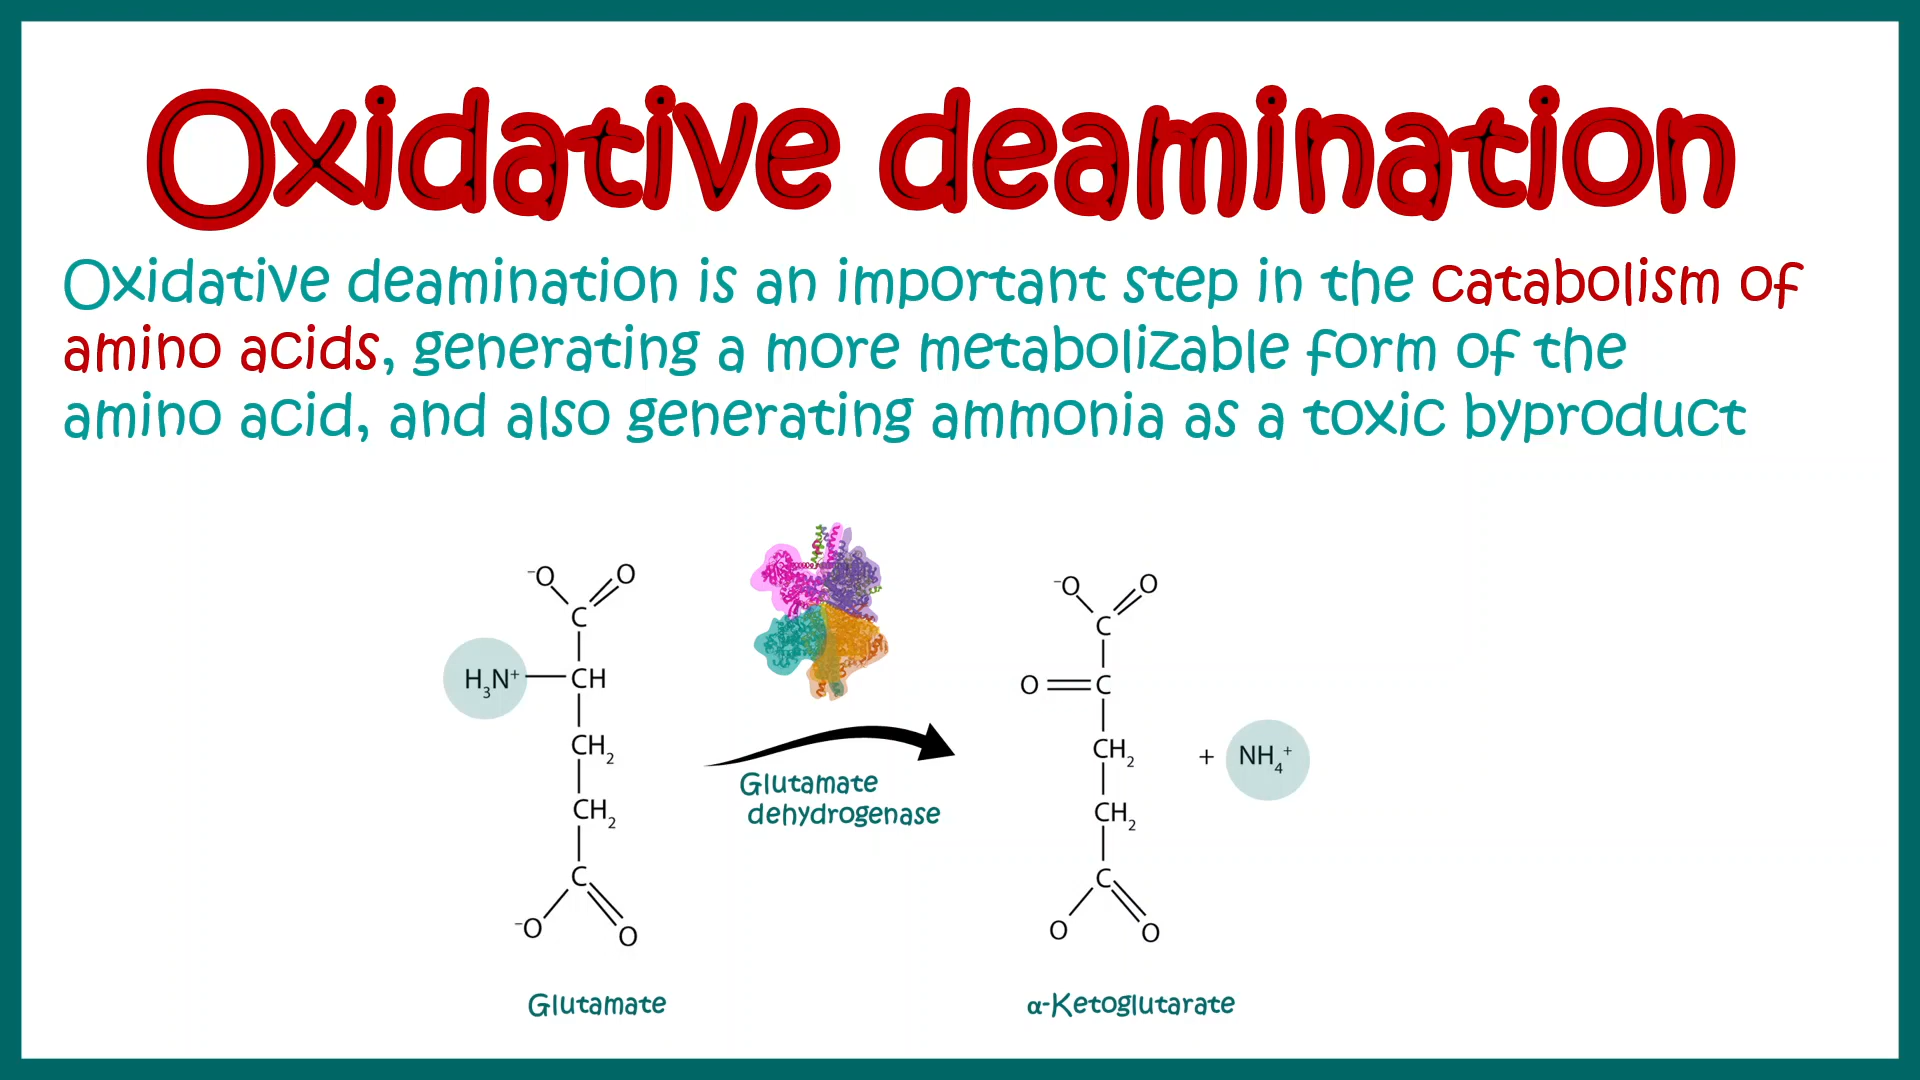 Oxidative deamination
Oxidative deamination is an important step in the catabolism of
amino acids, generating a more metabolizable form of the
amino acid, and also generating ammonia as a toxic byproduct
⁻O O
C
H₃N⁺ CH
CH₂
CH₂
C
⁻O O
Glutamate
Glutamate
dehydrogenase
⁻O O
C
O C
CH₂
CH₂
C
O O
α-Ketoglutarate
+ NH₄⁺